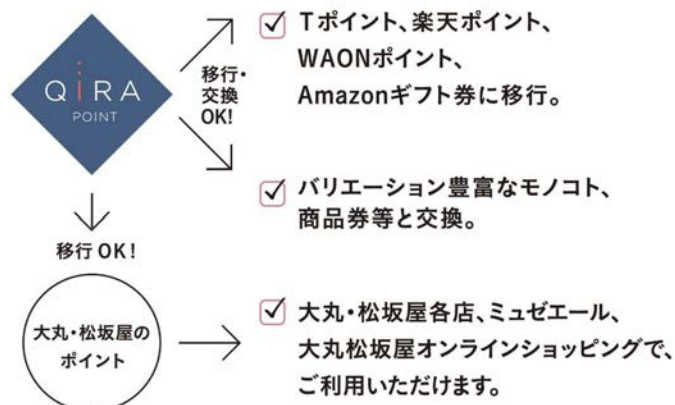 QiRA
POINT
移行・
交換
OK!
Tポイント、楽天ポイント、
WAONポイント、
Amazonギフト券に移行。
バリエーション豊富なモノコト、
商品券等と交換。
移行 OK!
大丸・松坂屋の
ポイント
大丸・松坂屋各店、ミュゼエール、
大丸松坂屋オンラインショッピングで、
ご利用いただけます。